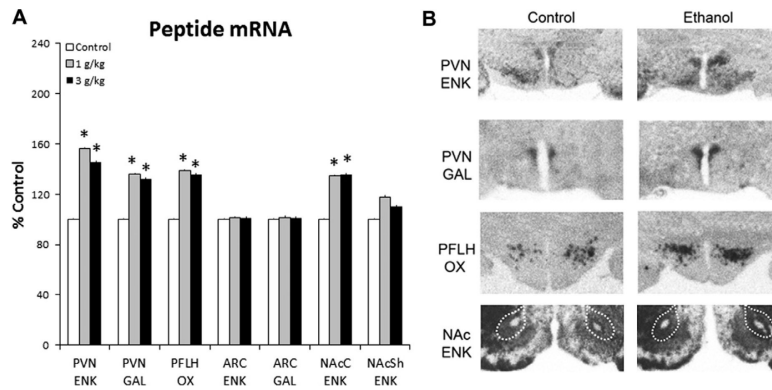 A
Peptide mRNA
Control
1 g/kg
3 g/kg
% Control
240
200
160
120
80
40
0
* * * * * * * *
PVN ENK
PVN GAL
PFLH OX
ARC ENK
ARC GAL
NAcC ENK
NAcSh ENK
B
Control Ethanol
PVN
ENK
PVN
GAL
PFLH
OX
NAc
ENK